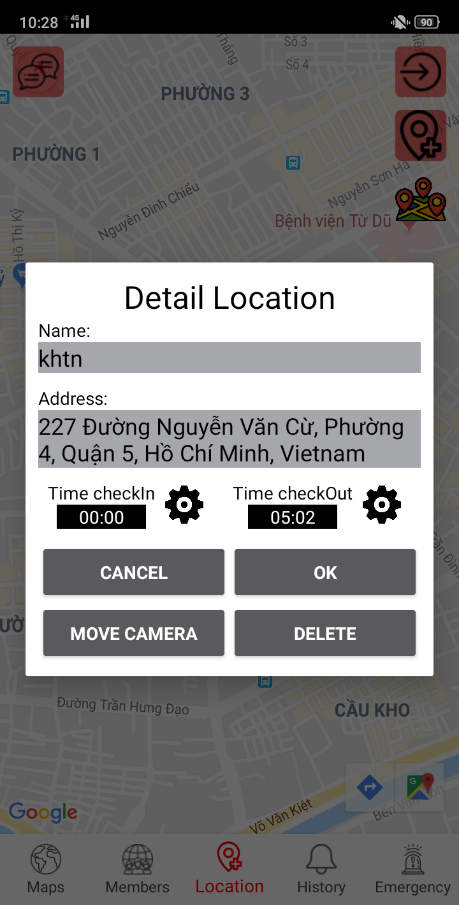 10:28 4G 90
Số 3
Số 4
PHƯỜNG 3
PHƯỜNG 1
Nguyễn Đình Chiểu
Nguyễn Sơn Hà
Bệnh viện Từ Dũ
Hồ Thị Kỷ
Detail Location
Name:
khtn
Address:
227 Đường Nguyễn Văn Cừ, Phường
4, Quận 5, Hồ Chí Minh, Vietnam
Time checkIn Time checkOut
00:00 05:02
CANCEL OK
MOVE CAMERA DELETE
Đường Trần Hưng Đạo
CẦU KHO
Võ Văn Kiệt
Google
Maps Members Location History Emergency